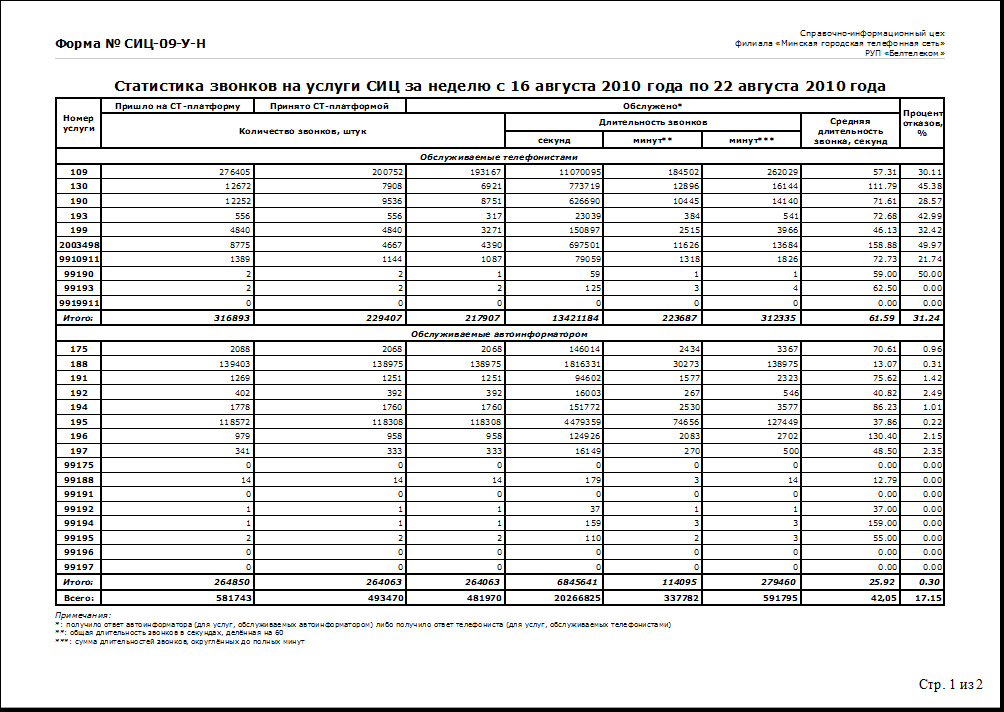 Форма № СИЦ-09-У-Н
Справочно-информационный цех
филиала «Минская городская телефонная сеть»
РУП «Белтелеком»
Статистика звонков на услуги СИЦ за неделю с 16 августа 2010 года по 22 августа 2010 года
Номер услуги Пришло на СТ-платформу Принято СТ-платформой Обслужено* Процент отказов, %
Количество звонков, штук Длительность звонков Средняя длительность звонка, секунд
секунд минут** минут***
Обслуживаемые телефонистами
109 276405 200752 193167 11070095 184502 262029 57.31 30.11
130 12672 7908 6921 773719 12896 16144 111.79 45.38
190 12252 9536 8751 626690 10445 14140 71.61 28.57
193 556 556 317 23039 384 541 72.68 42.99
199 4840 4840 3271 150897 2515 3966 46.13 32.42
2003498 8775 4667 4390 697501 11626 13684 158.88 49.97
9910911 1389 1144 1087 79059 1318 1826 72.73 21.74
99190 2 2 1 59 1 1 59.00 50.00
99193 2 2 2 125 3 4 62.50 0.00
9919911 0 0 0 0 0 0 0.00 0.00
Итого: 316893 229407 217907 13421184 223687 312335 61.59 31.24
Обслуживаемые автоинформатором
175 2088 2068 2068 146014 2434 3367 70.61 0.96
188 139403 138975 138975 1816331 30273 138975 13.07 0.31
191 1269 1251 1251 94602 1577 2323 75.62 1.42
192 402 392 392 16003 267 546 40.82 2.49
194 1778 1760 1760 151772 2530 3577 86.23 1.01
195 118572 118308 118308 4479359 74656 127449 37.86 0.22
196 979 958 958 124926 2083 2702 130.40 2.15
197 341 333 333 16149 270 500 48.50 2.35
99175 0 0 0 0 0 0 0.00 0.00
99188 14 14 14 179 3 14 12.79 0.00
99191 0 0 0 0 0 0 0.00 0.00
99192 1 1 1 37 1 1 37.00 0.00
99194 1 1 1 159 3 3 159.00 0.00
99195 2 2 2 110 2 3 55.00 0.00
99196 0 0 0 0 0 0 0.00 0.00
99197 0 0 0 0 0 0 0.00 0.00
Итого: 264850 264063 264063 6845641 114095 279460 25.92 0.30
Всего: 581743 493470 481970 20266825 337782 591795 42,05 17.15
Примечания:
*: получило ответ автоинформатора (для услуг, обслуживаемых автоинформатором) либо получило ответ телефониста (для услуг, обслуживаемых телефонистами)
**: общая длительность звонков в секундах, делённая на 60
***: сумма длительностей звонков, округлённых до полных минут
Стр. 1 из 2